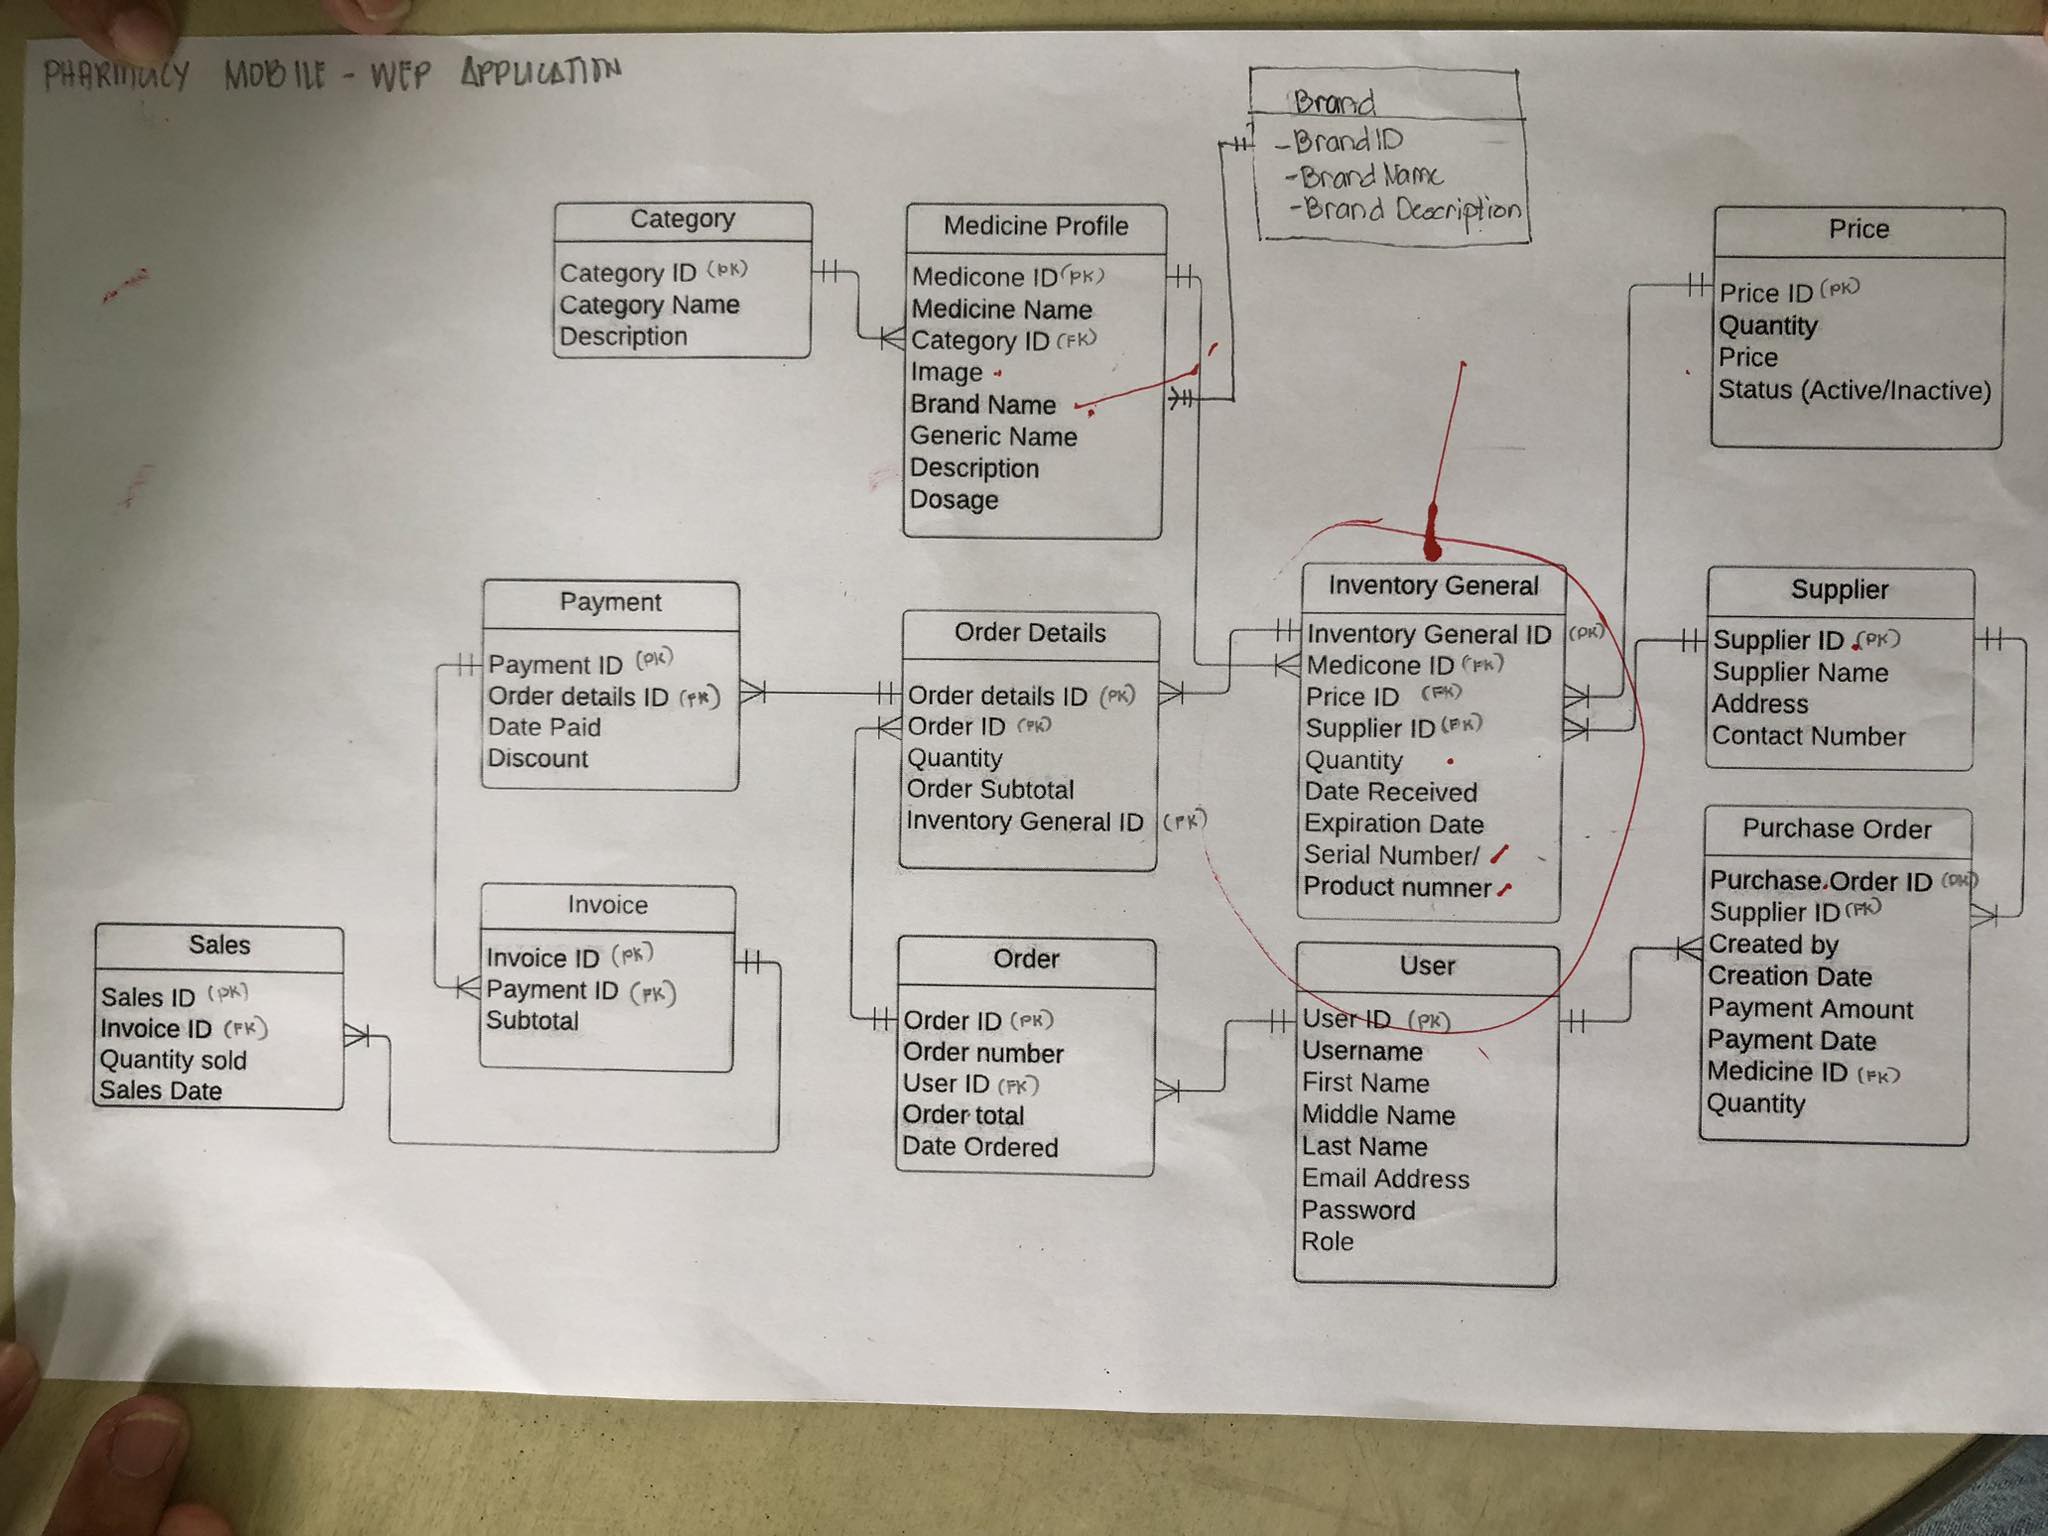 PHARMACY MOBILE - WEP APPLICATION
Brand
- Brand ID
- Brand Name
- Brand Description
Category
Category ID (PK)
Category Name
Description
Medicine Profile
Medicone ID (PK)
Medicine Name
Category ID (FK)
Image
Brand Name
Generic Name
Description
Dosage
Price
Price ID (PK)
Quantity
Price
Status (Active/Inactive)
Payment
Payment ID (PK)
Order details ID (FK)
Date Paid
Discount
Order Details
Order details ID (PK)
Order ID (FK)
Quantity
Order Subtotal
Inventory General ID (FK)
Inventory General
Inventory General ID (PK)
Medicone ID (FK)
Price ID (FK)
Supplier ID (FK)
Quantity
Date Received
Expiration Date
Serial Number/
Product numner
Supplier
Supplier ID (PK)
Supplier Name
Address
Contact Number
Sales
Sales ID (PK)
Invoice ID (FK)
Quantity sold
Sales Date
Invoice
Invoice ID (PK)
Payment ID (FK)
Subtotal
Order
Order ID (PK)
Order number
User ID (FK)
Order total
Date Ordered
User
User ID (PK)
Username
First Name
Middle Name
Last Name
Email Address
Password
Role
Purchase Order
Purchase Order ID (PK)
Supplier ID (FK)
Created by
Creation Date
Payment Amount
Payment Date
Medicine ID (FK)
Quantity